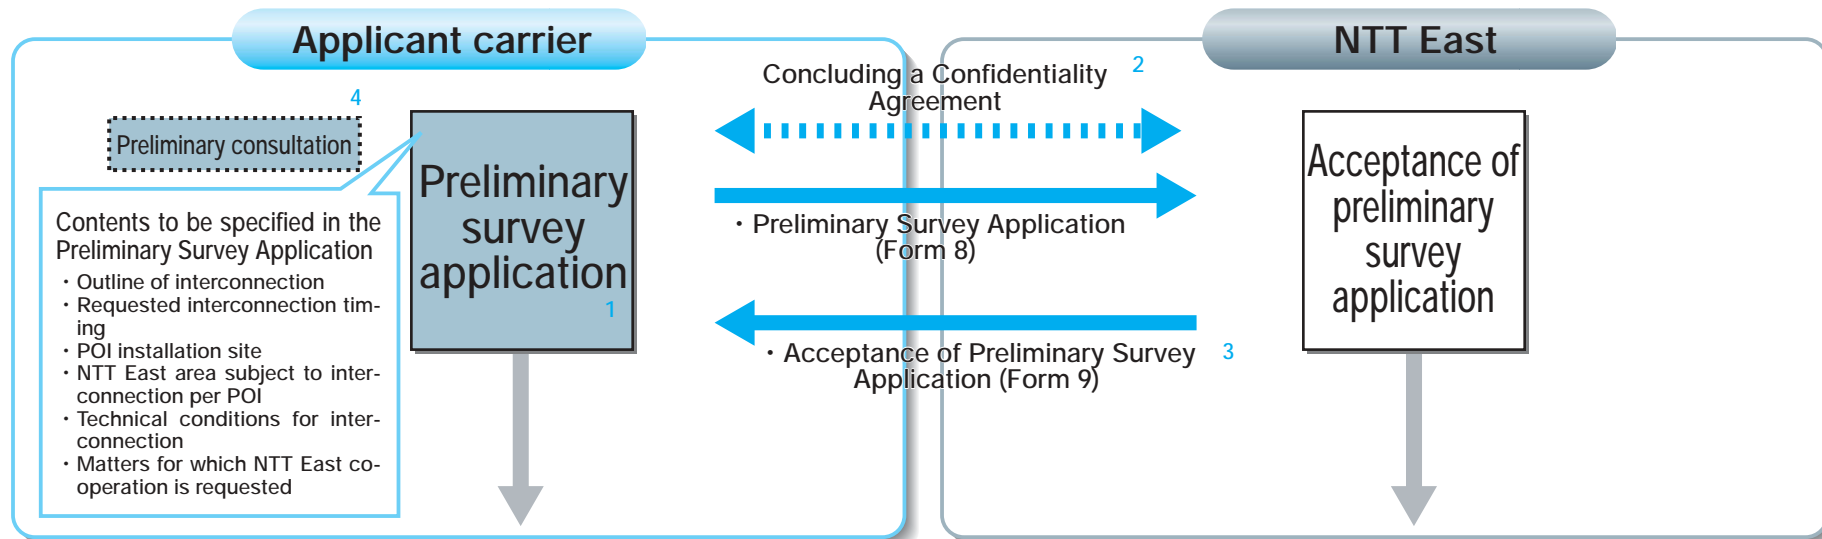 Applicant carrier
NTT East
4
Preliminary consultation
Contents to be specified in the
Preliminary Survey Application
・Outline of interconnection
・Requested interconnection tim-
ing
・POI installation site
・NTT East area subject to inter-
connection per POI
・Technical conditions for inter-
connection
・Matters for which NTT East co-
operation is requested
Preliminary
survey
application
1
Concluding a Confidentiality 2
Agreement
・Preliminary Survey Application
(Form 8)
・Acceptance of Preliminary Survey 3
Application (Form 9)
Acceptance of
preliminary
survey
application